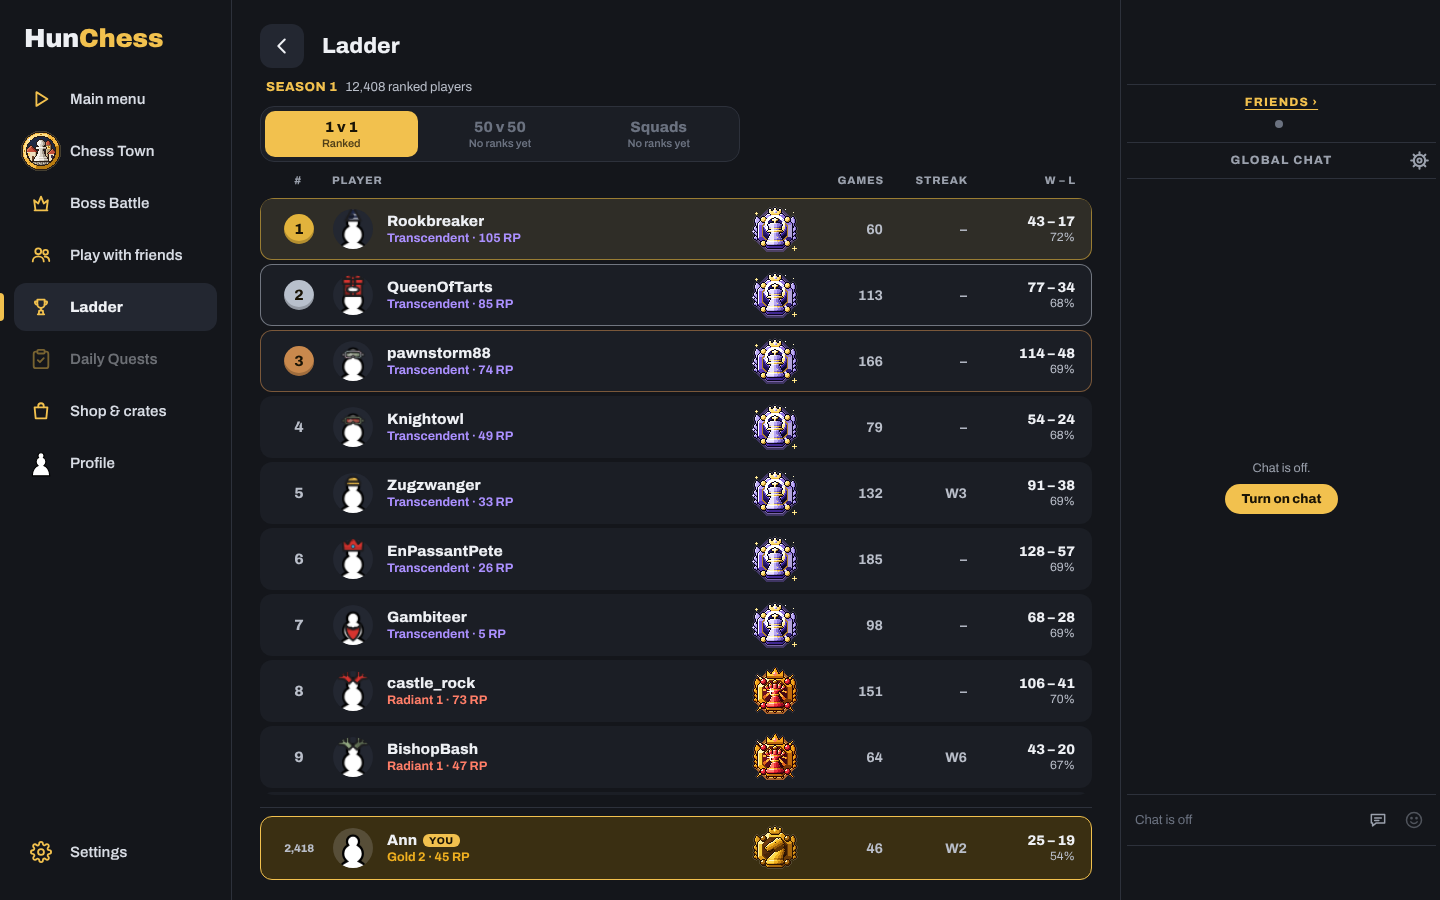 HunChess
Main menu
Chess Town
Boss Battle
Play with friends
Ladder
Daily Quests
Shop & crates
Profile
Settings
Ladder
SEASON 1 12,408 ranked players
1 v 1
Ranked
50 v 50
No ranks yet
Squads
No ranks yet
# PLAYER GAMES STREAK W – L
1 Rookbreaker 60 – 43 – 17
Transcendent · 105 RP 72%
2 QueenOfTarts 113 – 77 – 34
Transcendent · 85 RP 68%
3 pawnstorm88 166 – 114 – 48
Transcendent · 74 RP 69%
4 Knightowl 79 – 54 – 24
Transcendent · 49 RP 68%
5 Zugzwanger 132 W3 91 – 38
Transcendent · 33 RP 69%
6 EnPassantPete 185 – 128 – 57
Transcendent · 26 RP 69%
7 Gambiteer 98 – 68 – 28
Transcendent · 5 RP 69%
8 castle_rock 151 – 106 – 41
Radiant 1 · 73 RP 70%
9 BishopBash 64 W6 43 – 20
Radiant 1 · 47 RP 67%
2,418 Ann YOU 46 W2 25 – 19
Gold 2 · 45 RP 54%
FRIENDS ›
GLOBAL CHAT
Chat is off.
Turn on chat
Chat is off